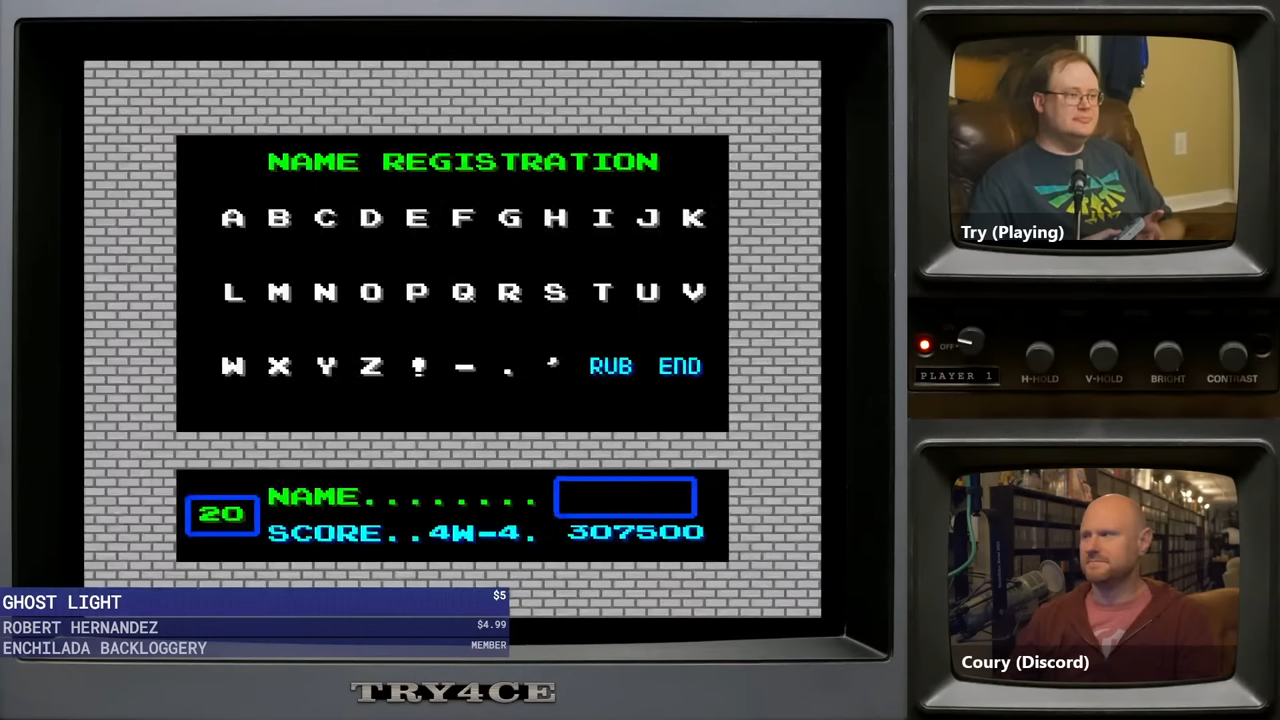 NAME REGISTRATION
A B C D E F G H I J K
L M N O P Q R S T U V
W X Y Z ! - . ' RUB END
20
NAME........
SCORE..4W-4. 307500
GHOST LIGHT $5
ROBERT HERNANDEZ $4.99
ENCHILADA BACKLOGGERY MEMBER
TRY4CE
Try (Playing)
OFF
PLAYER 1
H-HOLD V-HOLD BRIGHT CONTRAST
Coury (Discord)